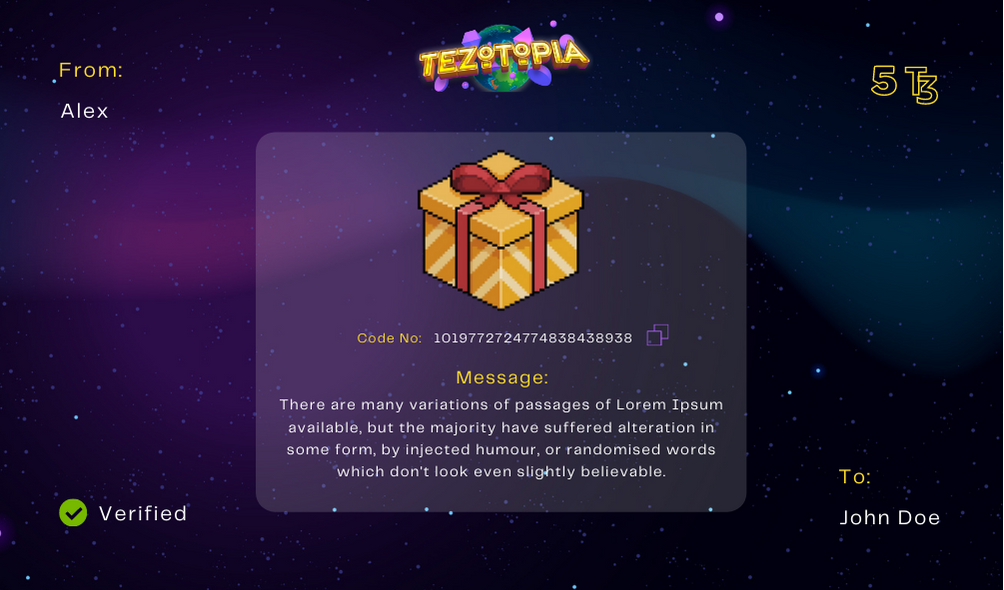 TEZOTOPIA
From:
Alex
5 T3
Code No: 1019772724774838438938
Message:
There are many variations of passages of Lorem Ipsum
available, but the majority have suffered alteration in
some form, by injected humour, or randomised words
which don't look even slightly believable.
To:
John Doe
Verified